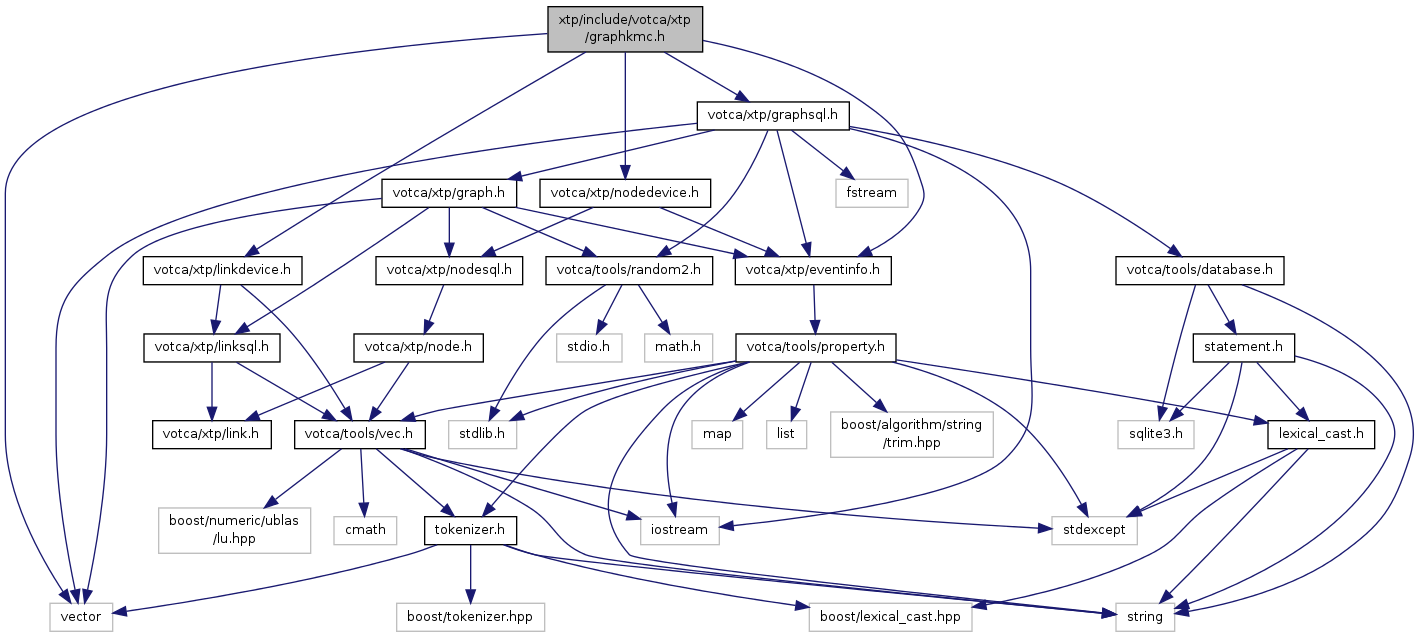 xtp/include/votca/xtp
/graphkmc.h
votca/xtp/graphsql.h
votca/xtp/graph.h
votca/xtp/nodedevice.h
fstream
votca/xtp/linkdevice.h
votca/xtp/nodesql.h
votca/tools/random2.h
votca/xtp/eventinfo.h
votca/tools/database.h
votca/xtp/linksql.h
votca/xtp/node.h
stdio.h
math.h
votca/tools/property.h
statement.h
votca/xtp/link.h
votca/tools/vec.h
stdlib.h
map
list
boost/algorithm/string
/trim.hpp
sqlite3.h
lexical_cast.h
boost/numeric/ublas
/lu.hpp
cmath
tokenizer.h
iostream
stdexcept
vector
boost/tokenizer.hpp
boost/lexical_cast.hpp
string